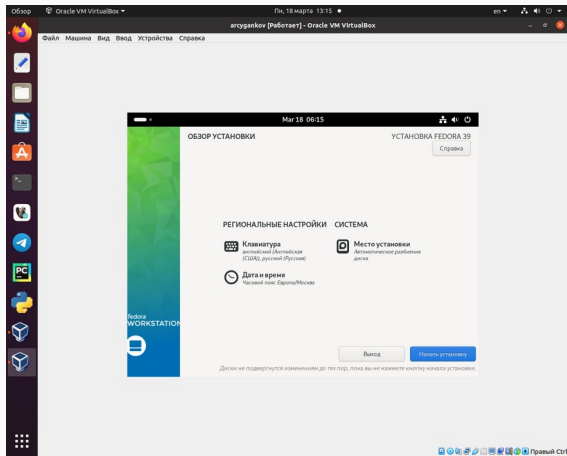 Обзор Oracle VM VirtualBox Пн, 18 марта 13:15 en
arcygankov [Работает] - Oracle VM VirtualBox
Файл Машина Вид Ввод Устройства Справка
Mar 18 06:15
ОБЗОР УСТАНОВКИ УСТАНОВКА FEDORA 39
Справка
РЕГИОНАЛЬНЫЕ НАСТРОЙКИ СИСТЕМА
Клавиатура Место установки
английский (Английская Автоматическое разбиение
(США)), русский (Русская) диска
Дата и время
Часовой пояс Европа/Москва
fedora
WORKSTATION
Выход Начать установку
Диски не подвергнутся изменениям до тех пор, пока вы не нажмете кнопку начала установки.
PC
Правый Ctrl